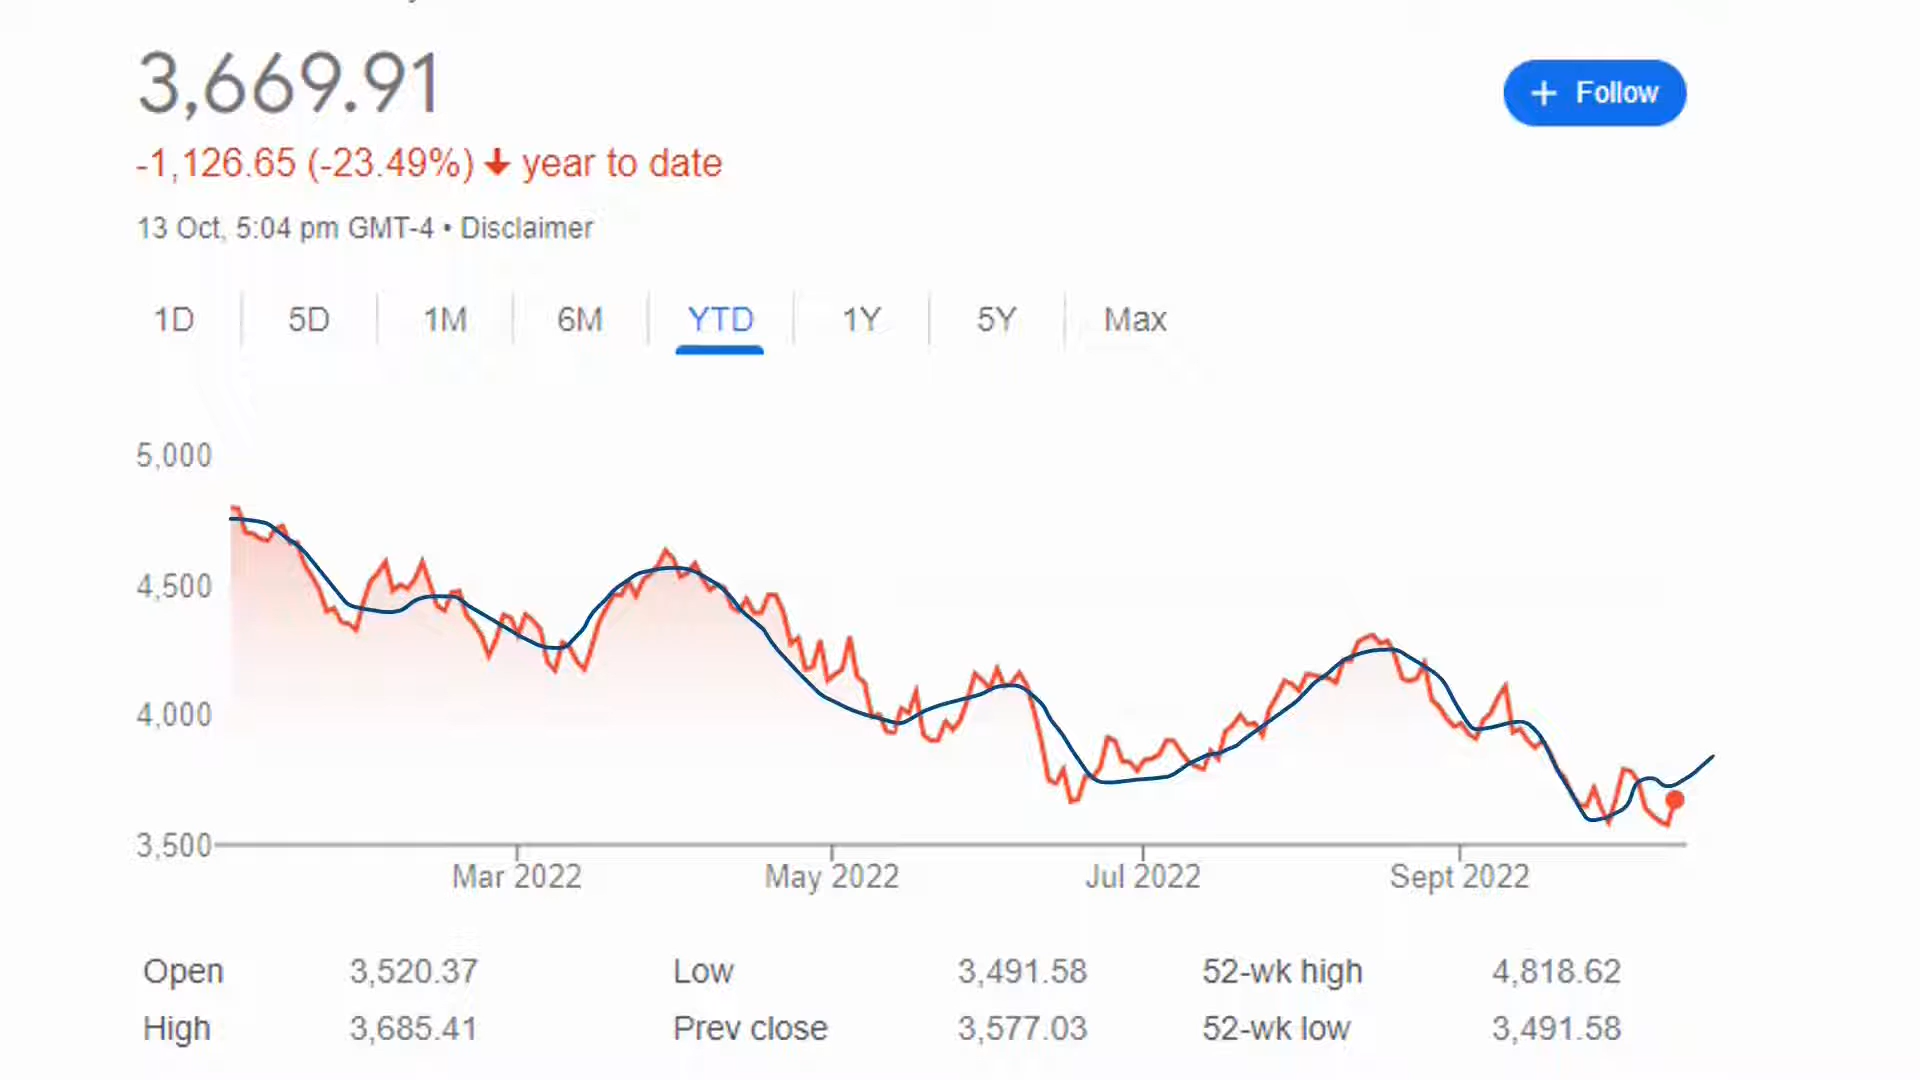 3,669.91
+ Follow
-1,126.65 (-23.49%) ↓ year to date
13 Oct, 5:04 pm GMT-4 • Disclaimer
1D 5D 1M 6M YTD 1Y 5Y Max
5,000
4,500
4,000
3,500
Mar 2022 May 2022 Jul 2022 Sept 2022
Open 3,520.37 Low 3,491.58 52-wk high 4,818.62
High 3,685.41 Prev close 3,577.03 52-wk low 3,491.58